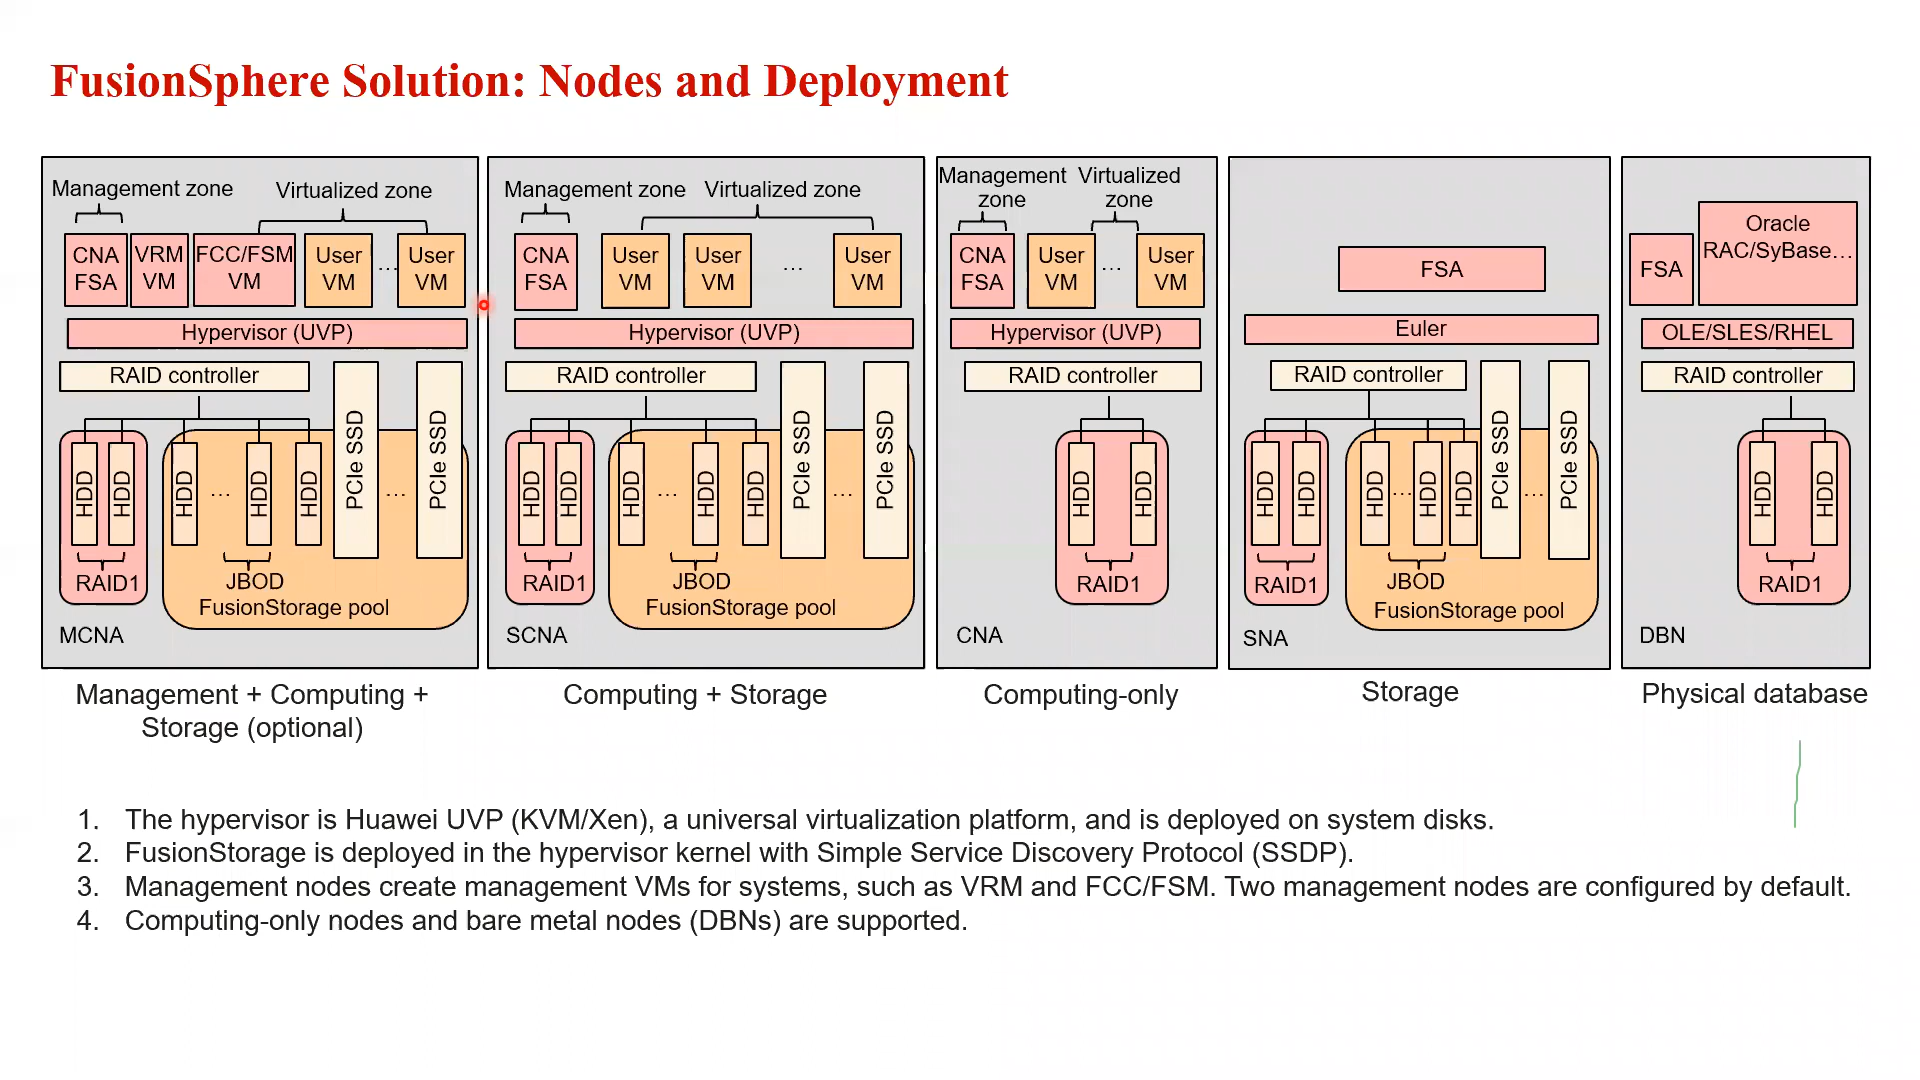 FusionSphere Solution: Nodes and Deployment
Management zone
Virtualized zone
CNA
FSA
VRM
VM
FCC/FSM
VM
User
VM
...
User
VM
Hypervisor (UVP)
RAID controller
HDD
HDD
RAID1
HDD
...
HDD
HDD
PCIe SSD
...
PCIe SSD
JBOD
FusionStorage pool
MCNA
Management + Computing +
Storage (optional)
Management zone
Virtualized zone
CNA
FSA
User
VM
User
VM
...
User
VM
Hypervisor (UVP)
RAID controller
HDD
HDD
RAID1
HDD
...
HDD
HDD
PCIe SSD
...
PCIe SSD
JBOD
FusionStorage pool
SCNA
Computing + Storage
Management
zone
Virtualized
zone
CNA
FSA
User
VM
...
User
VM
Hypervisor (UVP)
RAID controller
HDD
HDD
RAID1
CNA
Computing-only
FSA
Euler
RAID controller
HDD
HDD
RAID1
HDD
...
HDD
HDD
PCIe SSD
...
PCIe SSD
JBOD
FusionStorage pool
SNA
Storage
FSA
Oracle
RAC/SyBase...
OLE/SLES/RHEL
RAID controller
HDD
HDD
RAID1
DBN
Physical database
1. The hypervisor is Huawei UVP (KVM/Xen), a universal virtualization platform, and is deployed on system disks.
2. FusionStorage is deployed in the hypervisor kernel with Simple Service Discovery Protocol (SSDP).
3. Management nodes create management VMs for systems, such as VRM and FCC/FSM. Two management nodes are configured by default.
4. Computing-only nodes and bare metal nodes (DBNs) are supported.